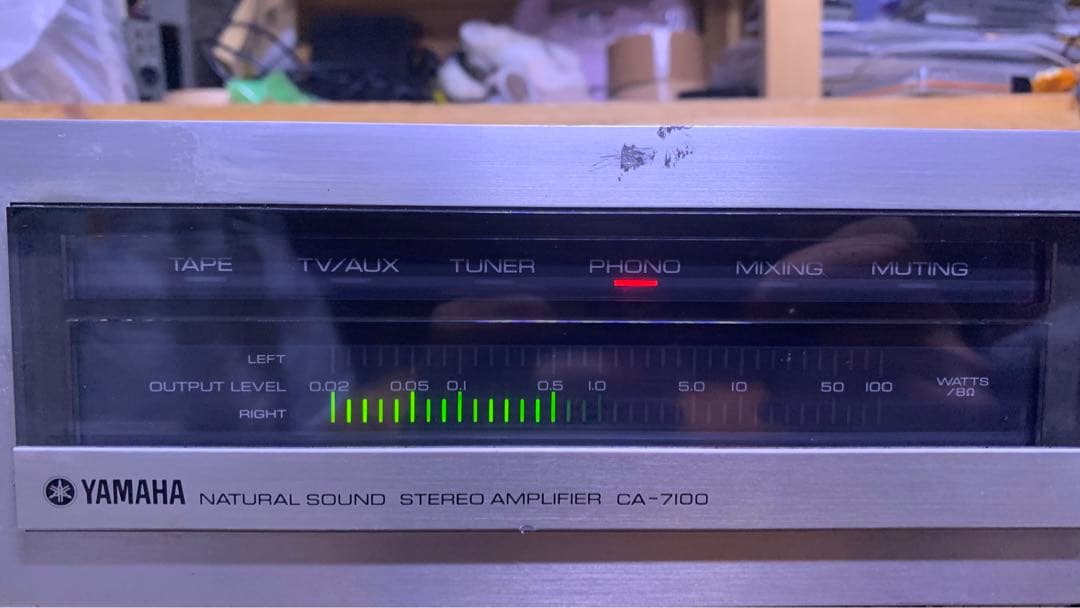 TAPE TV/AUX TUNER PHONO MIXING MUTING
LEFT
OUTPUT LEVEL 0.02 0.05 0.1 0.5 1.0 5.0 10 50 100 WATTS /8Ω
RIGHT
YAMAHA NATURAL SOUND STEREO AMPLIFIER CA-7100